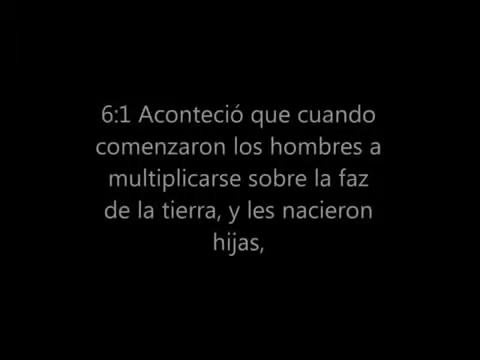 6:1 Aconteció que cuando
comenzaron los hombres a
multiplicarse sobre la faz
de la tierra, y les nacieron
hijas,